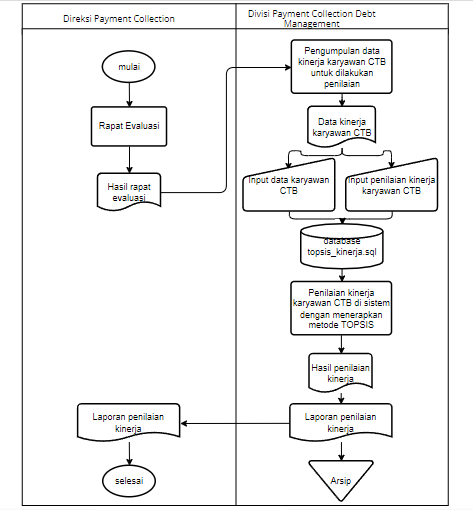 Direksi Payment Collection
Divisi Payment Collection Debt
Management
mulai
Rapat Evaluasi
Hasil rapat
evaluasi
Pengumpulan data
kinerja karyawan CTB
untuk dilakukan
penilaian
Data kinerja
karyawan CTB
Input data karyawan
CTB
Input penilaian kinerja
karyawan CTB
database
topsis_kinerja.sql
Penilaian kinerja
karyawan CTB di sistem
dengan menerapkan
metode TOPSIS
Hasil penilaian
kinerja
Laporan penilaian
kinerja
Laporan penilaian
kinerja
selesai
Arsip